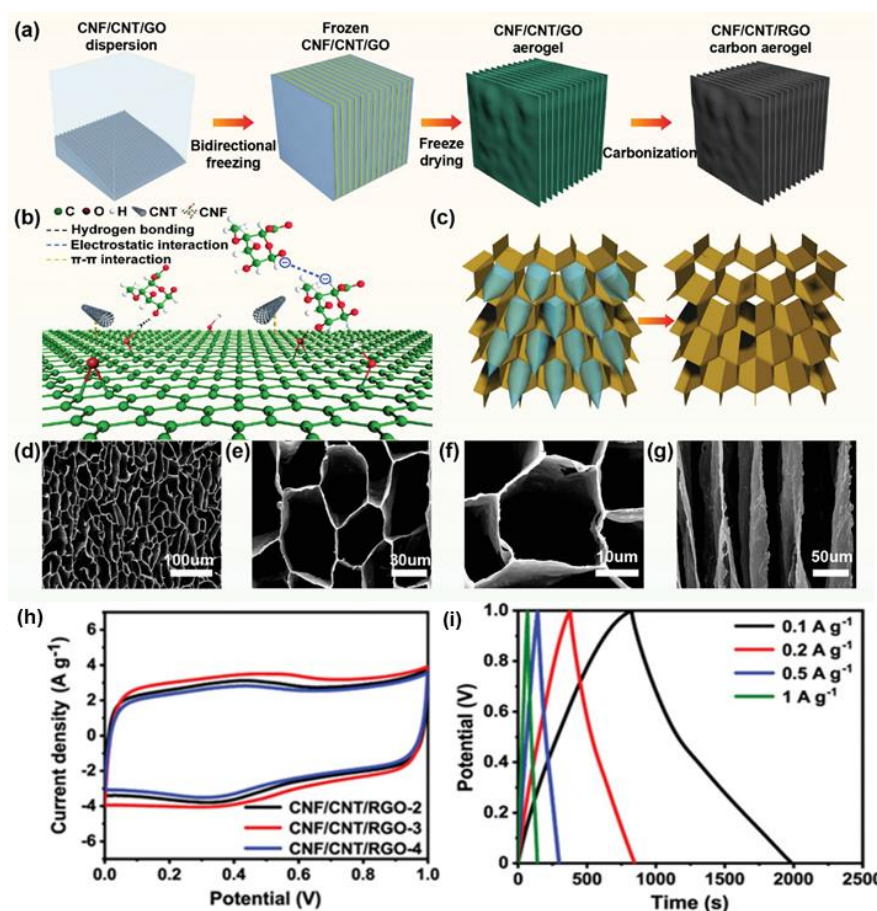 (a)
CNF/CNT/GO
dispersion
Frozen
CNF/CNT/GO
CNF/CNT/GO
aerogel
CNF/CNT/RGO
carbon aerogel
Bidirectional
freezing
Freeze
drying
Carbonization
(b)
C O H CNT CNF
Hydrogen bonding
Electrostatic interaction
π-π interaction
(c)
(d)
100um
(e)
30um
(f)
10um
(g)
50um
(h)
Current density (A g-1)
6
4
2
0
-2
-4
-6
CNF/CNT/RGO-2
CNF/CNT/RGO-3
CNF/CNT/RGO-4
0.0 0.2 0.4 0.6 0.8 1.0
Potential (V)
(i)
Potential (V)
1.0
0.8
0.6
0.4
0.2
0
0.1 A g-1
0.2 A g-1
0.5 A g-1
1 A g-1
0 500 1000 1500 2000 2500
Time (s)